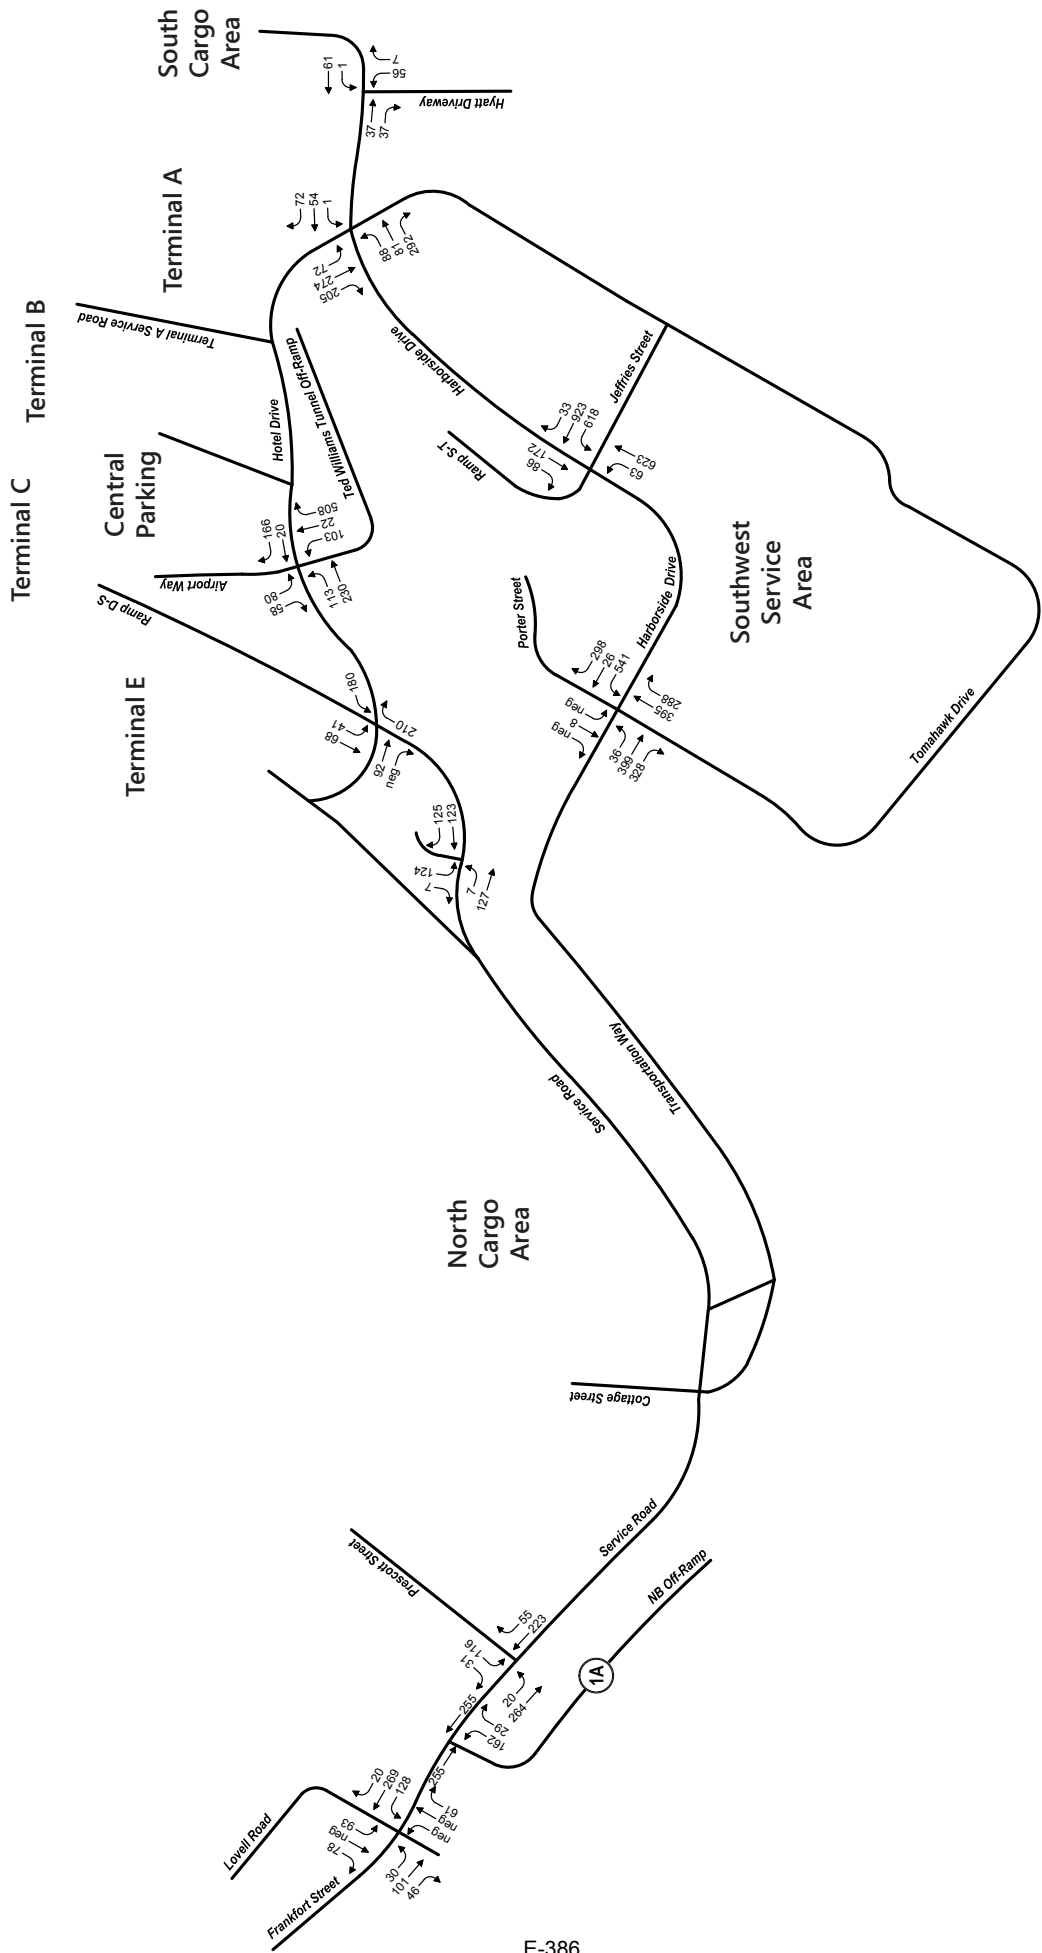 South
Cargo
Area
61
1
7
56
37
37
Hyatt Driveway
Terminal A
72
54
1
72
274
205
88
81
292
Terminal B
Terminal A Service Road
Hotel Drive
Ted Williams Tunnel Off-Ramp
Harborside Drive
Jeffries Street
33
923
618
172
86
Ramp S-T
623
63
Central
Parking
Terminal C
166
20
508
22
103
Airport Way
80
58
113
230
Ramp D-S
Southwest
Service
Area
Porter Street
Harborside Drive
298
26
541
neg
8
neg
288
395
36
399
328
Tomahawk Drive
Terminal E
180
41
68
210
92
neg
125
123
124
7
7
127
Transportation Way
Service Road
North
Cargo
Area
Cottage Street
Service Road
Prescott Street
NB Off-Ramp
1A
55
223
116
31
20
264
255
29
162
255
20
269
128
93
neg
78
61
neg
neg
30
101
46
Lovell Road
Frankfort Street
E-386